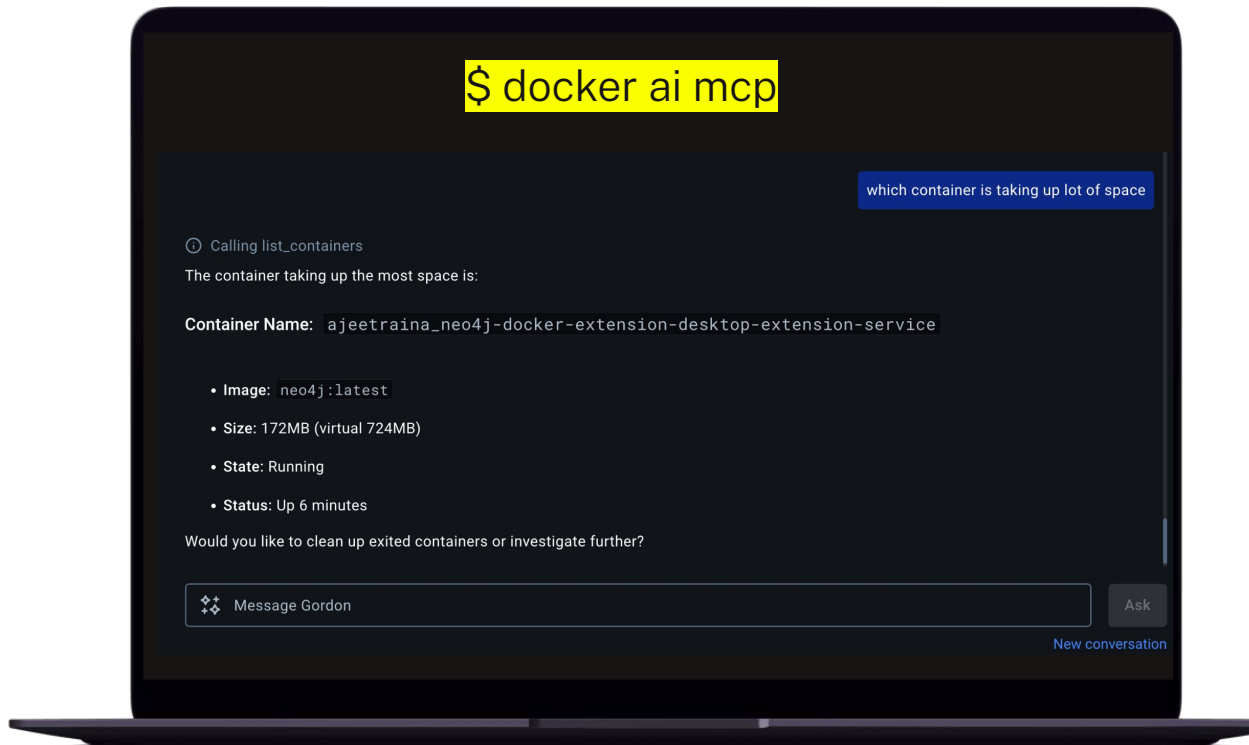 $ docker ai mcp
which container is taking up lot of space
Calling list_containers
The container taking up the most space is:
Container Name: ajeetraina_neo4j-docker-extension-desktop-extension-service
• Image: neo4j:latest
• Size: 172MB (virtual 724MB)
• State: Running
• Status: Up 6 minutes
Would you like to clean up exited containers or investigate further?
Message Gordon
Ask
New conversation